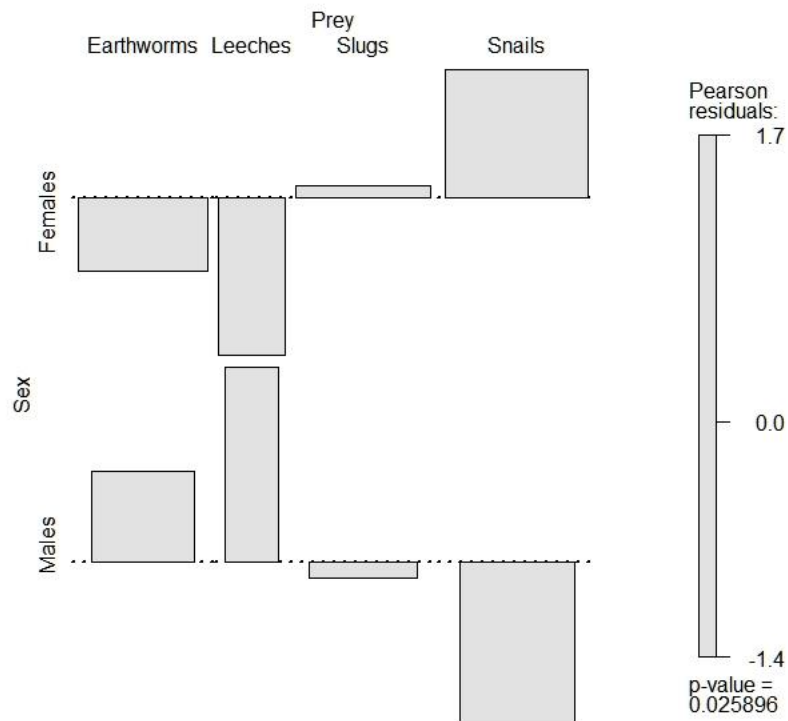 Prey
Earthworms Leeches Slugs Snails
Females
Sex
Males
Pearson
residuals:
1.7
0.0
-1.4
p-value =
0.025896